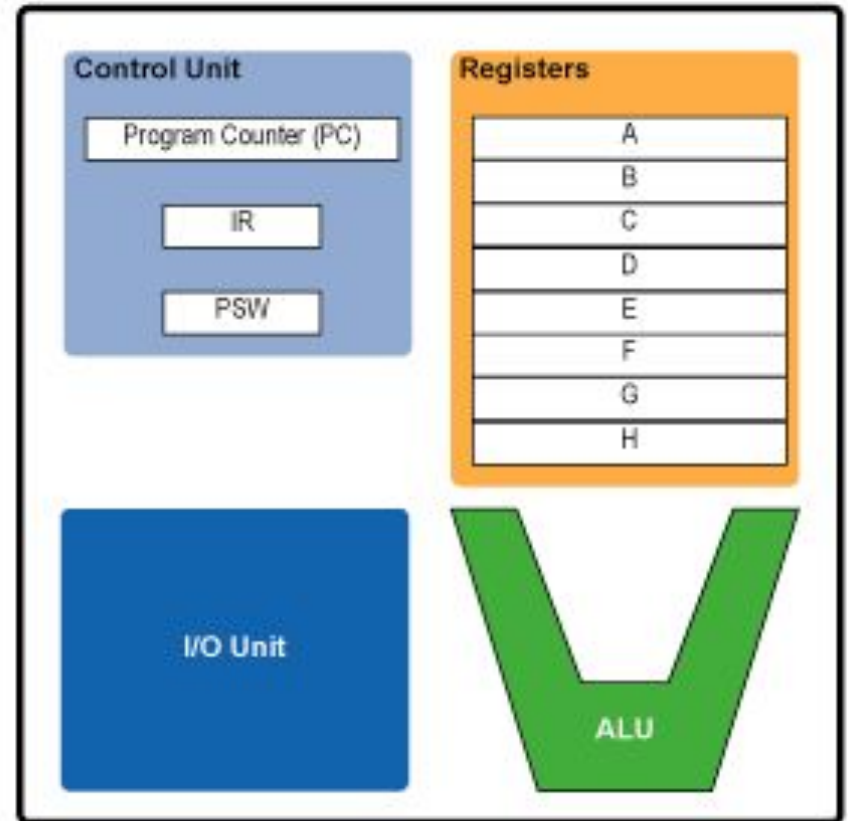 Control Unit
Program Counter (PC)
IR
PSW
Registers
A
B
C
D
E
F
G
H
I/O Unit
ALU